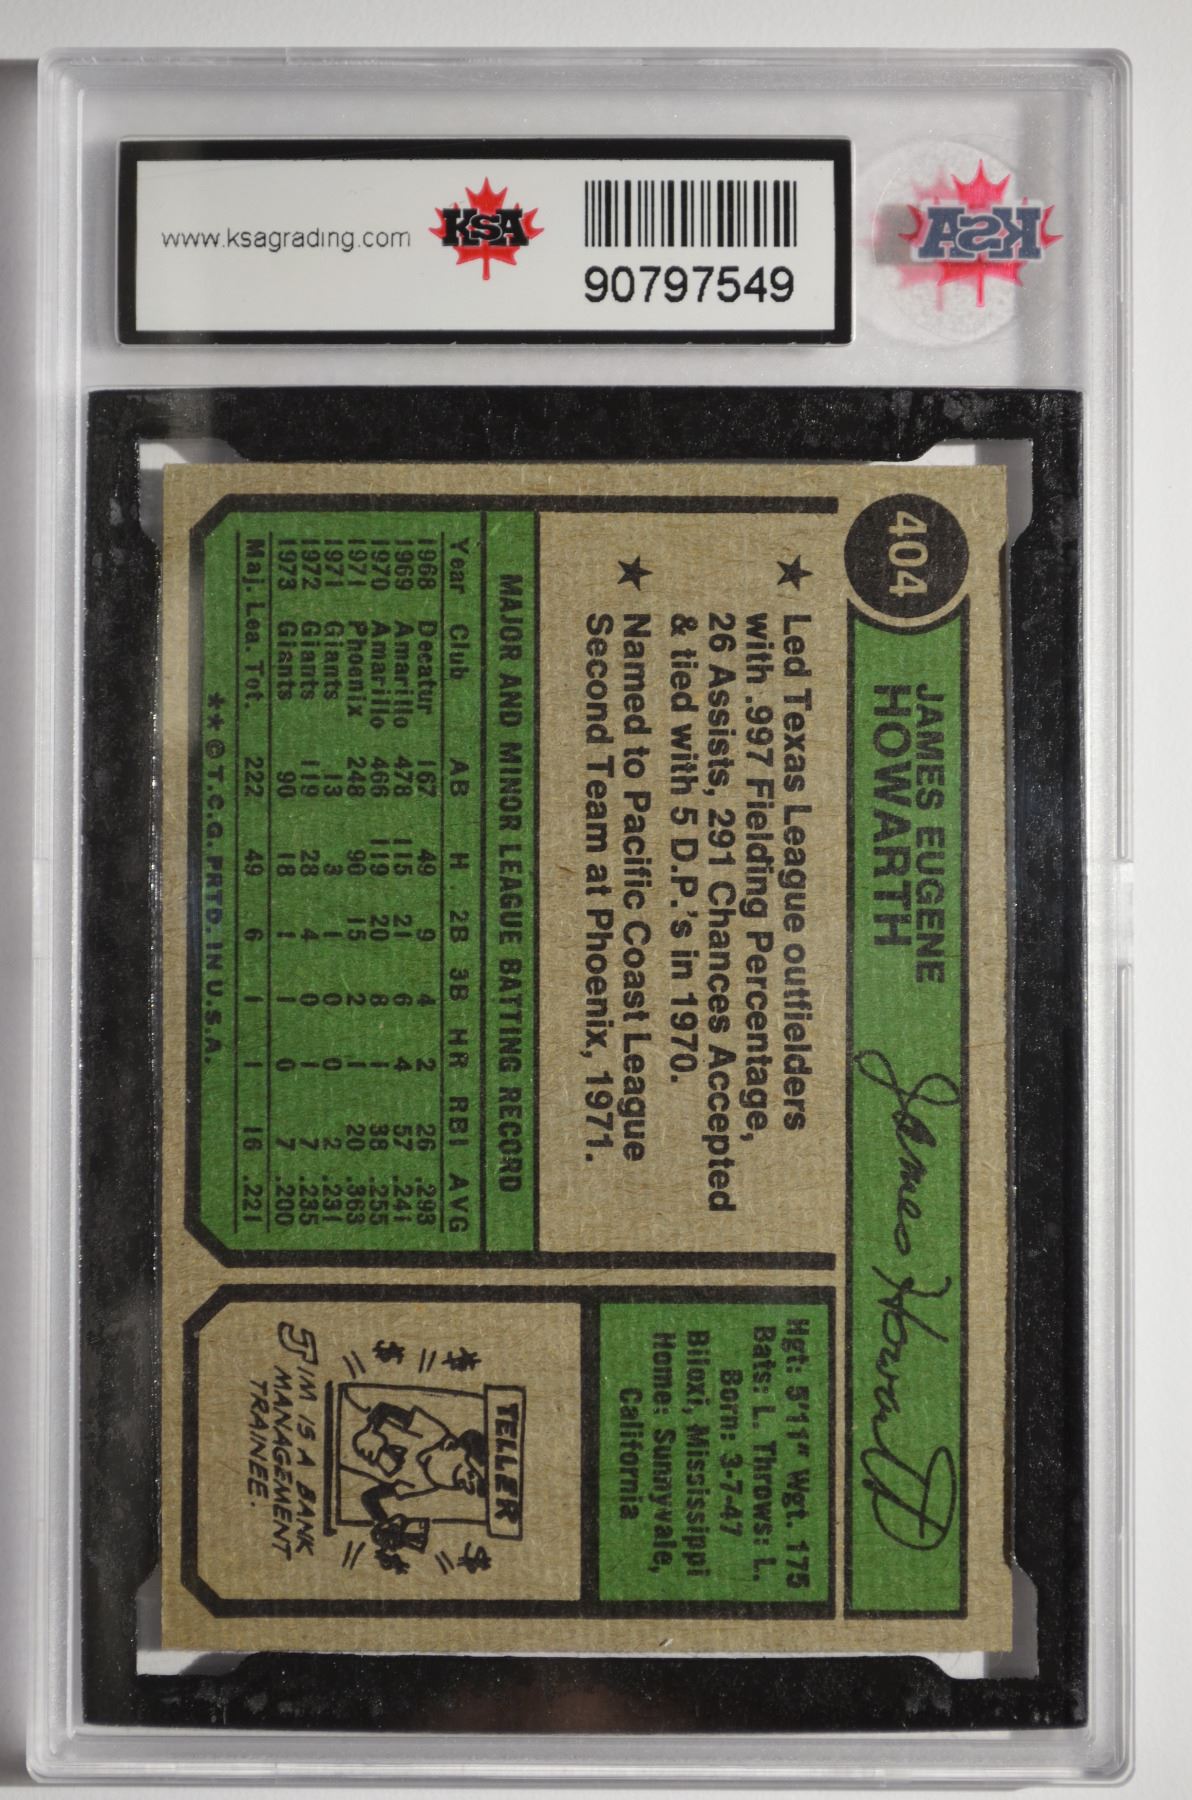 www.ksagrading.com
KSA
90797549
KSA
404
JAMES EUGENE
HOWARTH
James Howarth
★ Led Texas League outfielders
with .997 Fielding Percentage,
26 Assists, 291 Chances Accepted
& tied with 5 D.P.'s in 1970.
★ Named to Pacific Coast League
Second Team at Phoenix, 1971.
MAJOR AND MINOR LEAGUE BATTING RECORD
Year Club AB H 2B 3B HR RBI AVG
1968 Decatur 167 49 9 4 2 26 .293
1969 Amarillo 478 115 21 6 4 57 .241
1970 Amarillo 466 119 20 8 1 38 .255
1971 Phoenix 248 90 15 2 1 20 .363
1971 Giants 13 3 1 0 0 2 .231
1972 Giants 119 28 4 0 1 7 .235
1973 Giants 90 18 1 1 0 7 .200
Maj. Lea. Tot. 222 49 6 1 1 16 .221
**©T.C.G. PRTD. IN U.S.A.
Hgt: 5'11" Wgt. 175
Bats: L. Throws: L.
Born: 3-7-47
Biloxi, Mississippi
Home: Sunnyvale,
California
TELLER
JIM IS A BANK
MANAGEMENT
TRAINEE.